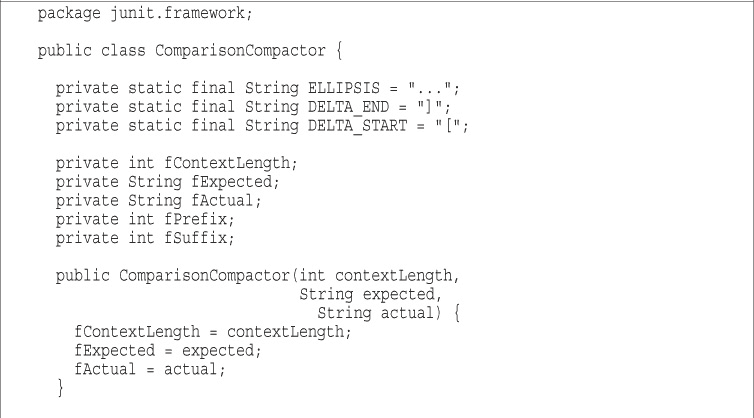 package junit.framework;

public class ComparisonCompactor {

  private static final String ELLIPSIS = "...";
  private static final String DELTA_END = "]";
  private static final String DELTA_START = "[";

  private int fContextLength;
  private String fExpected;
  private String fActual;
  private int fPrefix;
  private int fSuffix;

  public ComparisonCompactor(int contextLength,
                             String expected,
                               String actual) {
    fContextLength = contextLength;
    fExpected = expected;
    fActual = actual;
  }